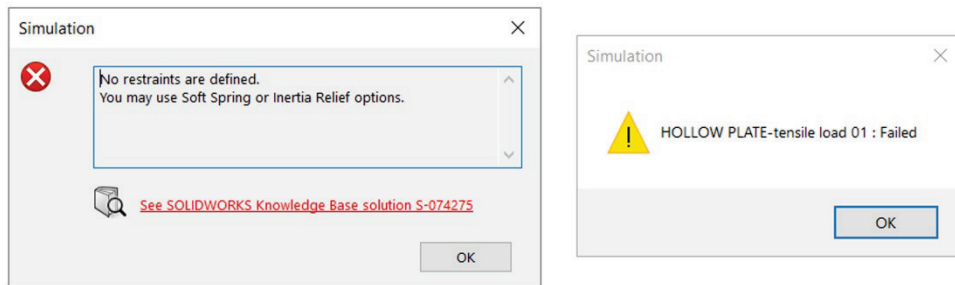 Simulation
No restraints are defined.
You may use Soft Spring or Inertia Relief options.
See SOLIDWORKS Knowledge Base solution S-074275
OK
Simulation
HOLLOW PLATE-tensile load 01 : Failed
OK